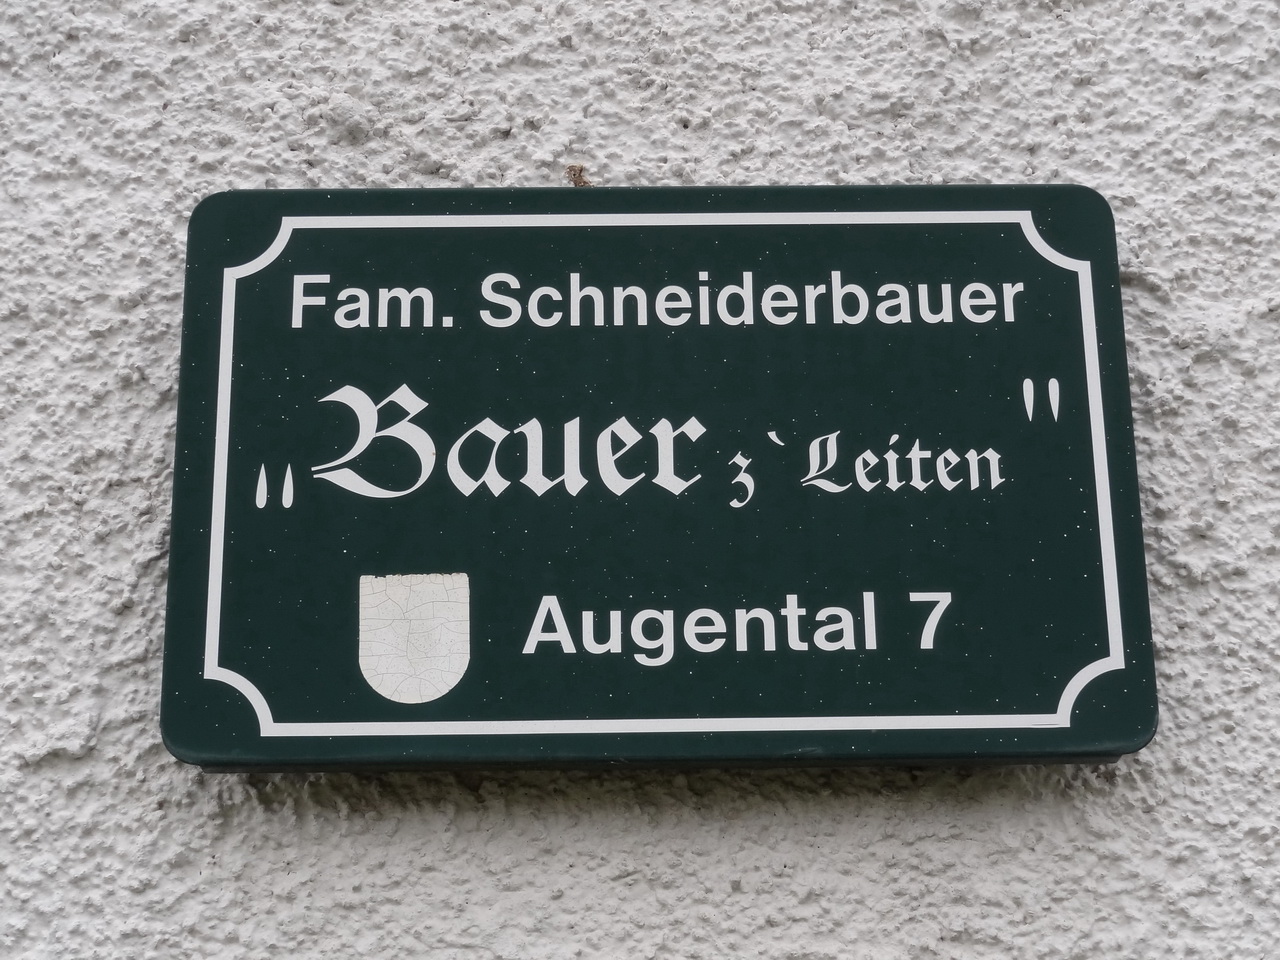 Fam. Schneiderbauer
"Bauer z`Leiten"
Augental 7